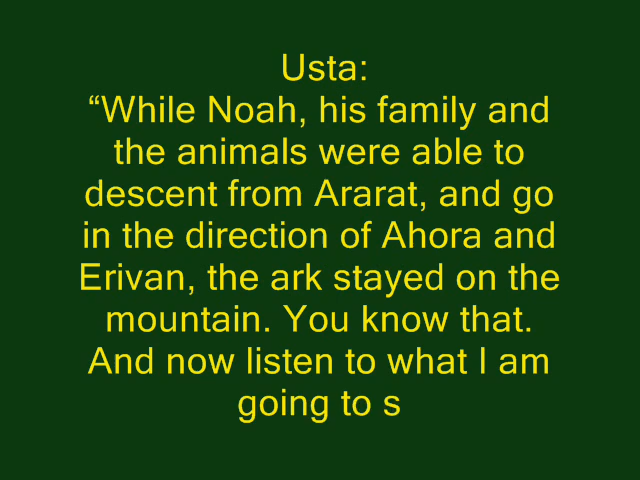 Usta:
“While Noah, his family and
the animals were able to
descent from Ararat, and go
in the direction of Ahora and
Erivan, the ark stayed on the
mountain. You know that.
And now listen to what I am
going to s